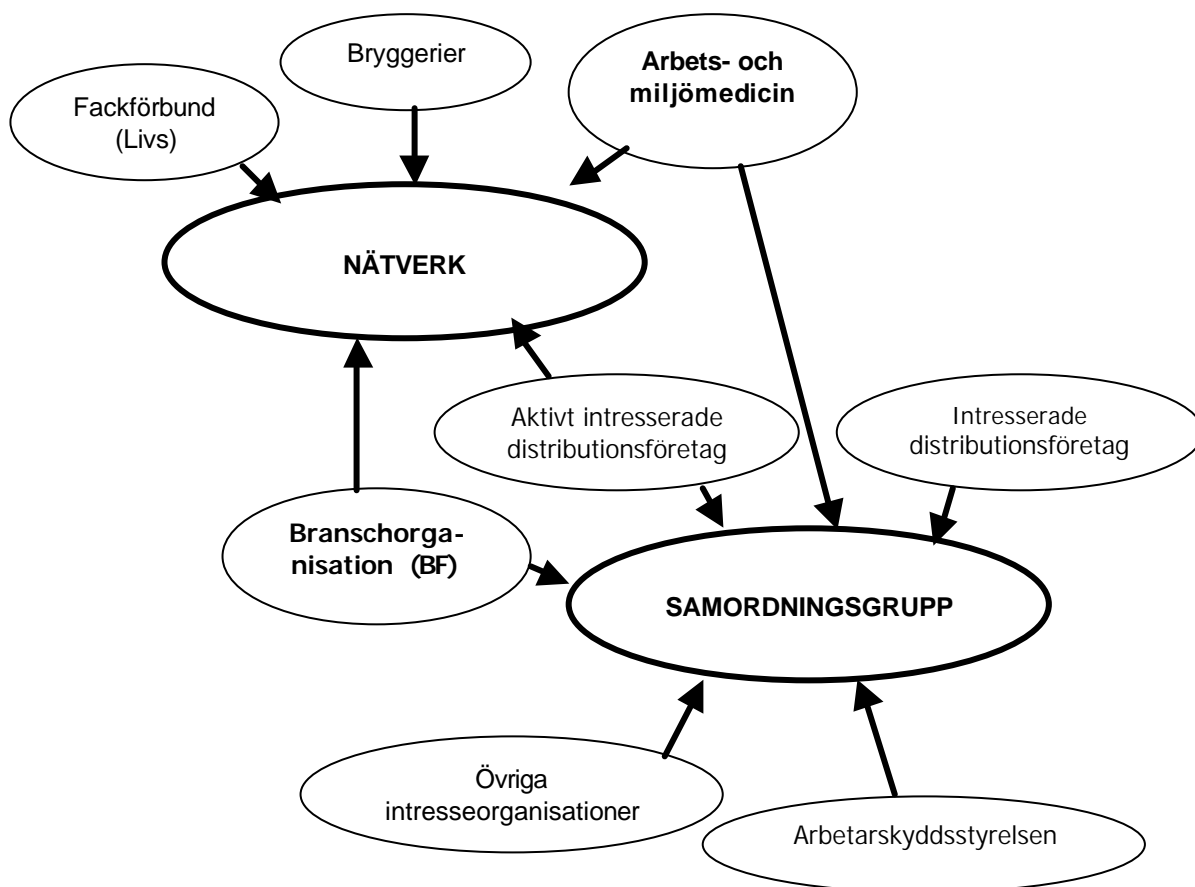 Bryggerier
Arbets- och
miljömedicin
Fackförbund
(Livs)
NÄTVERK
Aktivt intresserade
distributionsföretag
Intresserade
distributionsföretag
Branschorga-
nisation (BF)
SAMORDNINGSGRUPP
Övriga
intresseorganisationer
Arbetarskyddsstyrelsen